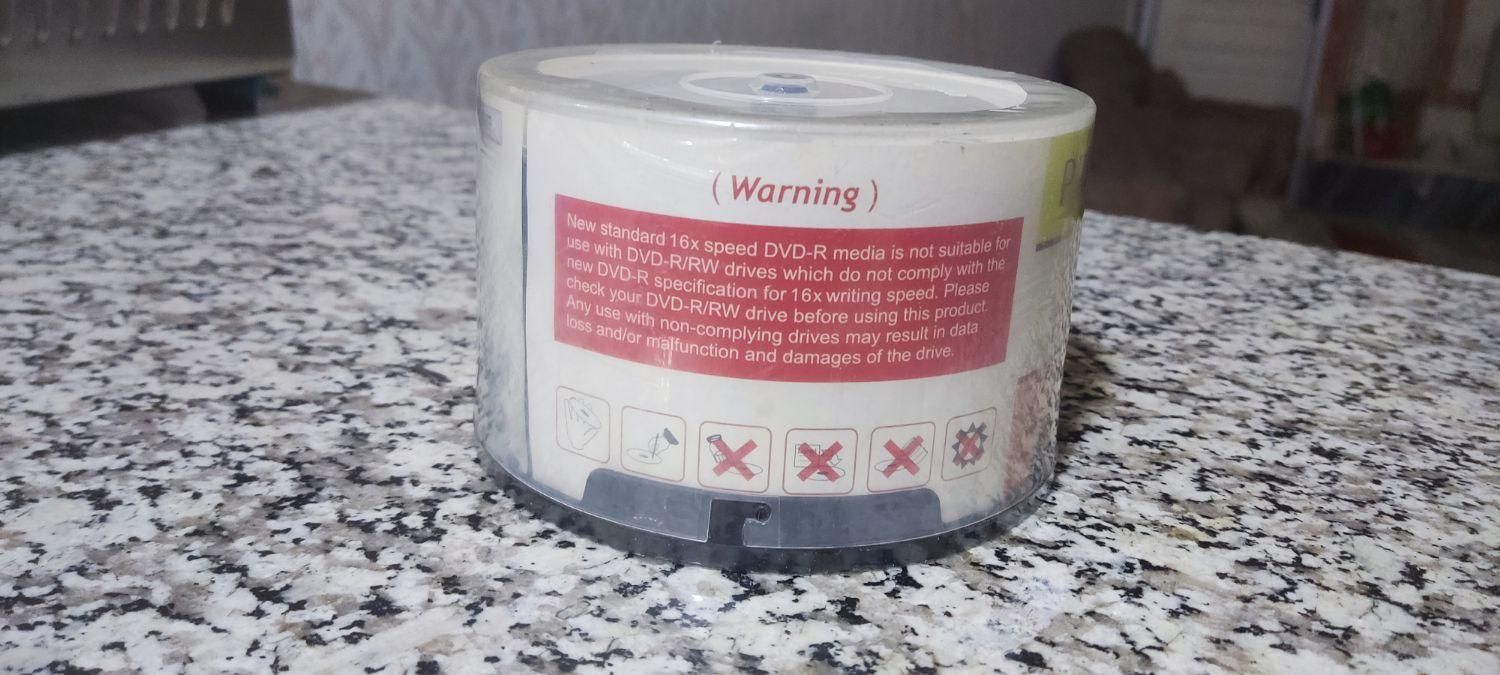 ( Warning )
New standard 16x speed DVD-R media is not suitable for
use with DVD-R/RW drives which do not comply with the
new DVD-R specification for 16x writing speed. Please
check your DVD-R/RW drive before using this product.
Any use with non-complying drives may result in data
loss and/or malfunction and damages of the drive.
P